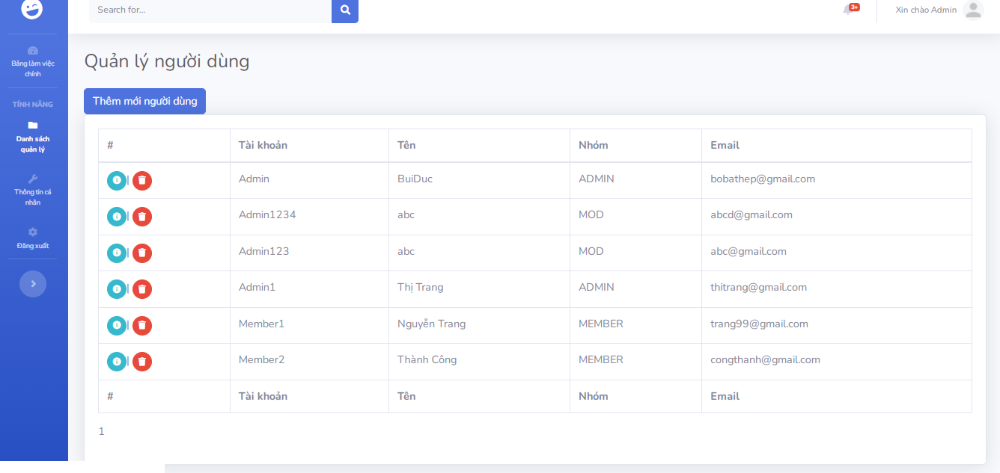 Search for...
3+
Xin chào Admin
Bảng làm việc
chính
TÍNH NĂNG
Danh sách
quản lý
Thông tin cá
nhân
Đăng xuất
Quản lý người dùng
Thêm mới người dùng
# Tài khoản Tên Nhóm Email
Admin BuiDuc ADMIN bobathep@gmail.com
Admin1234 abc MOD abcd@gmail.com
Admin123 abc MOD abc@gmail.com
Admin1 Thị Trang ADMIN thitrang@gmail.com
Member1 Nguyễn Trang MEMBER trang99@gmail.com
Member2 Thành Công MEMBER congthanh@gmail.com
# Tài khoản Tên Nhóm Email
1